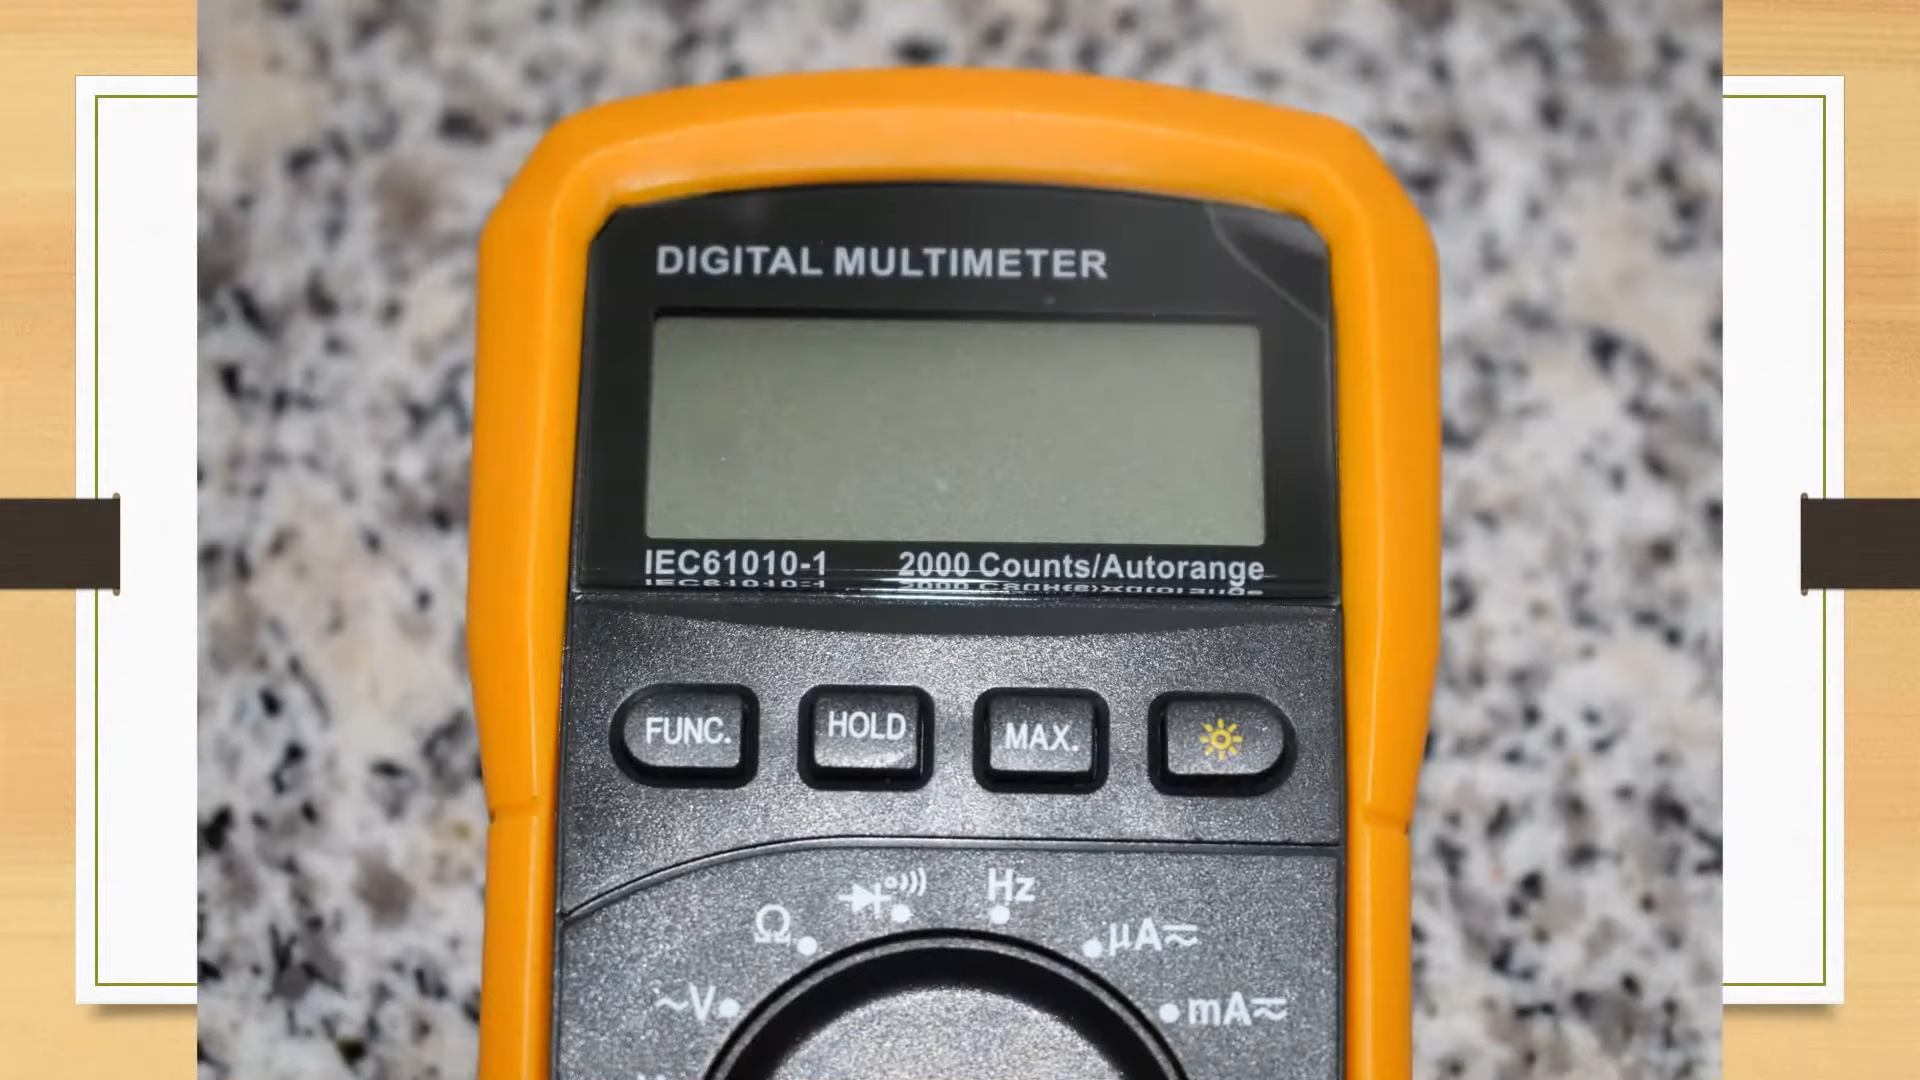 DIGITAL MULTIMETER
IEC61010-1 2000 Counts/Autorange
FUNC. HOLD MAX.
Hz
Ω µA⎓
~V mA⎓